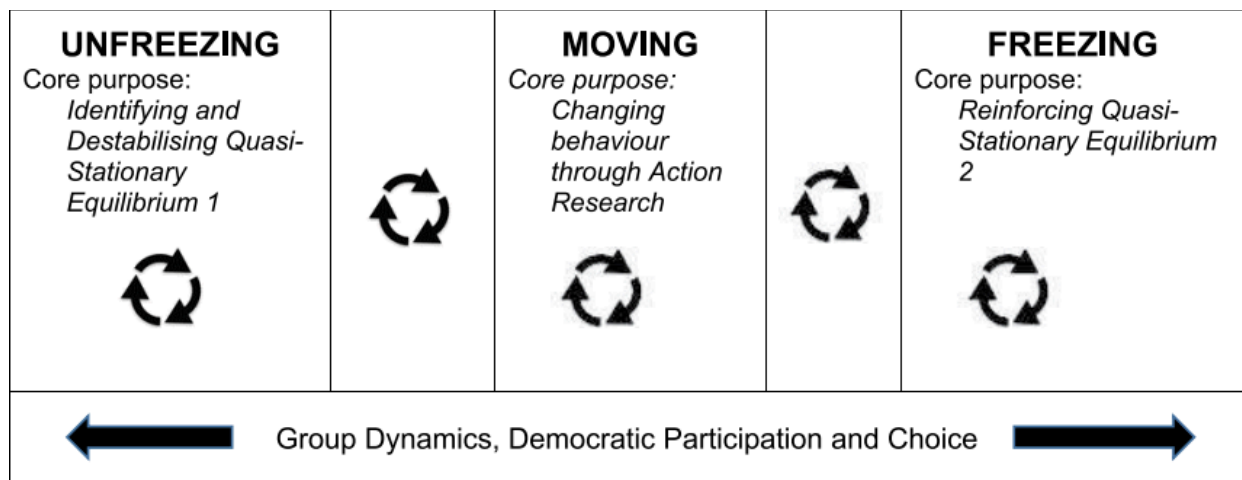 UNFREEZING
Core purpose:
Identifying and
Destabilising Quasi-
Stationary
Equilibrium 1
MOVING
Core purpose:
Changing
behaviour
through Action
Research
FREEZING
Core purpose:
Reinforcing Quasi-
Stationary Equilibrium
2
Group Dynamics, Democratic Participation and Choice